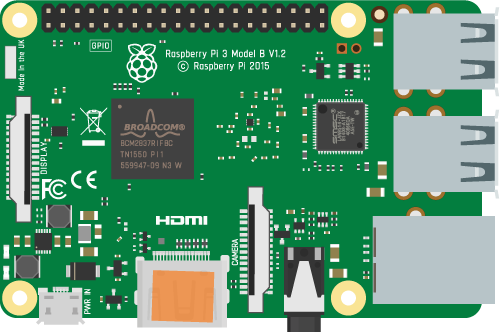 GPIO
Raspberry Pi 3 Model B V1.2
© Raspberry Pi 2015
Made in the UK
BROADCOM®
BCM2837RIFBC
TN1560 P11
559947-09 N3 W
DISPLAY
FC CE
HDMI
CAMERA
PWR IN